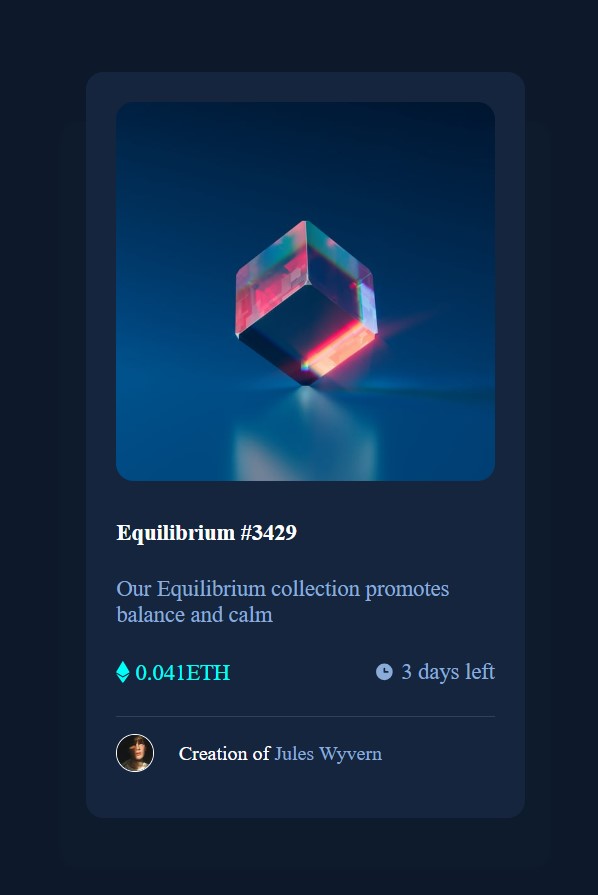 Equilibrium #3429
Our Equilibrium collection promotes
balance and calm
0.041ETH
3 days left
Creation of Jules Wyvern